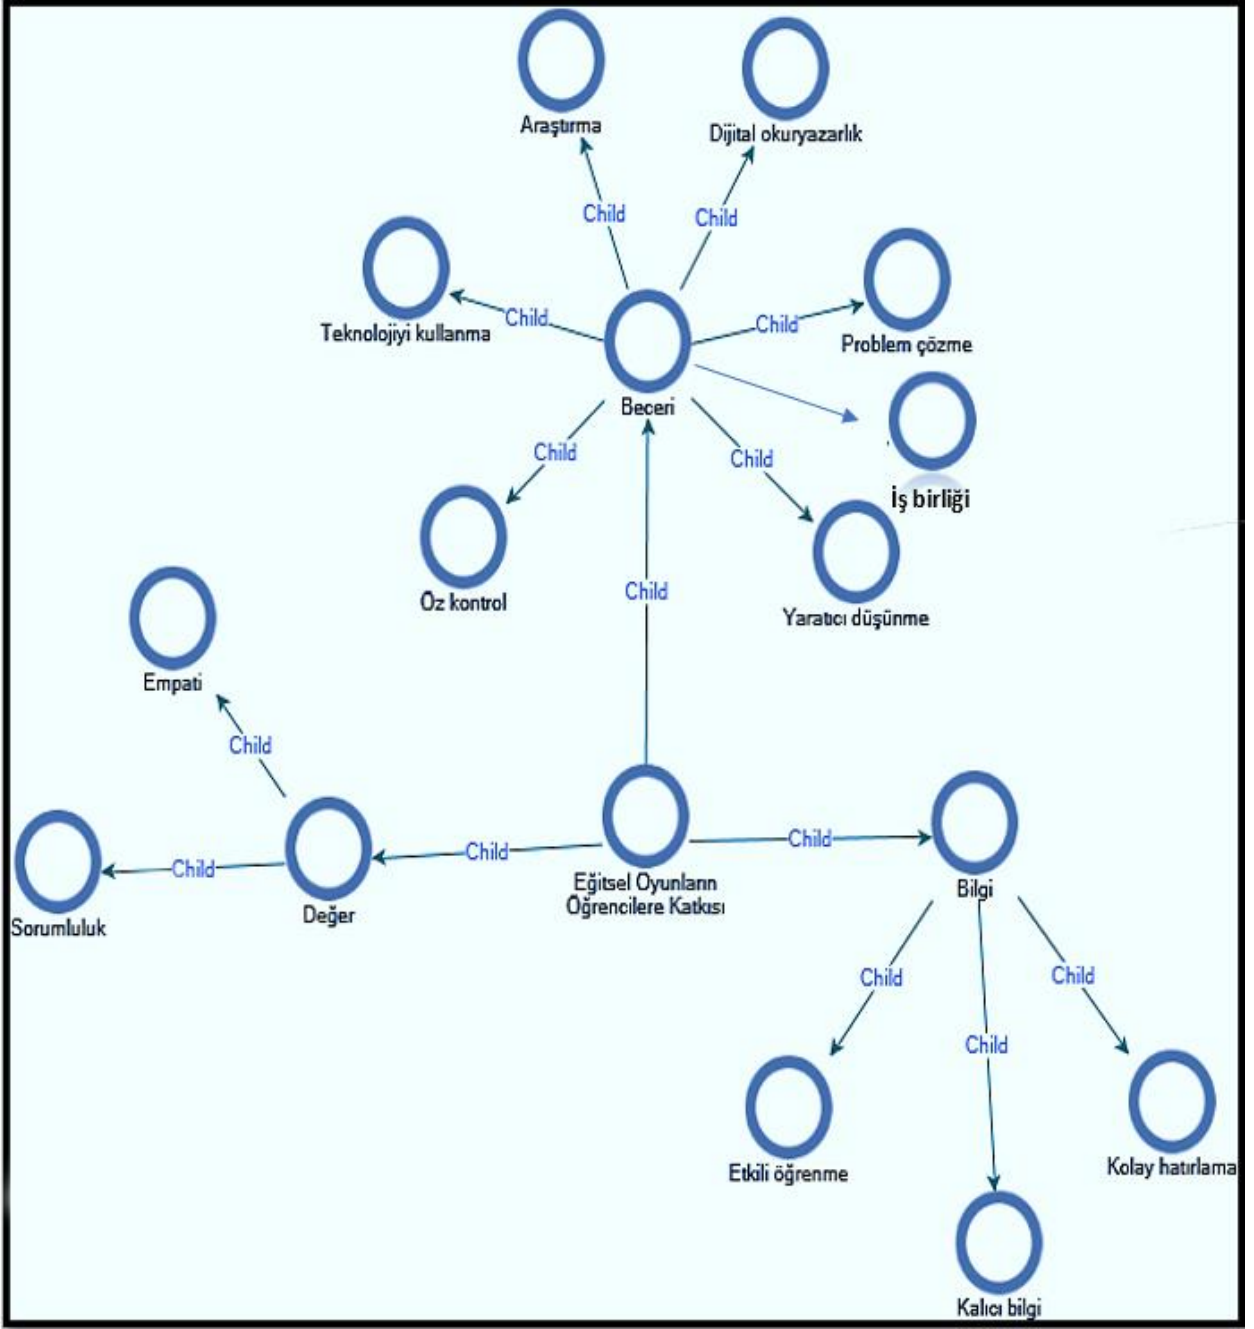 Araştırma
Dijital okuryazarlık
Child
Child
Teknolojiyi kullanma
Child
Child
Problem çözme
Beceri
Child
Child
İş birliği
Öz kontrol
Child
Yaratıcı düşünme
Empati
Child
Child
Sorumluluk
Değer
Child
Eğitsel Oyunların
Öğrencilere Katkısı
Child
Bilgi
Child
Child
Child
Etkili öğrenme
Kolay hatırlama
Kalıcı bilgi